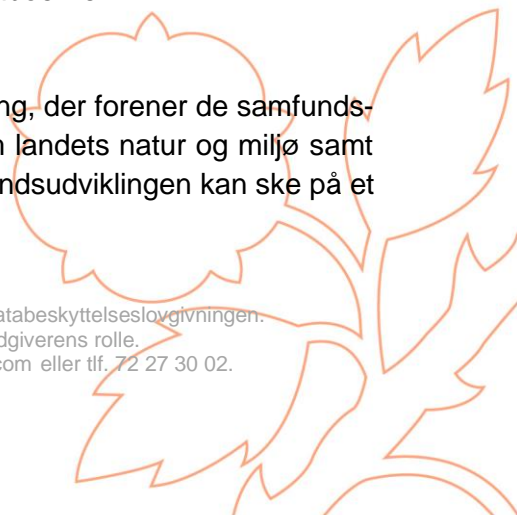 ng, der forener de samfunds-
landets natur og miljø samt
ndsudviklingen kan ske på et
atabeskyttelseslovgivningen.
dgiverens rolle.
com eller tlf. 72 27 30 02.